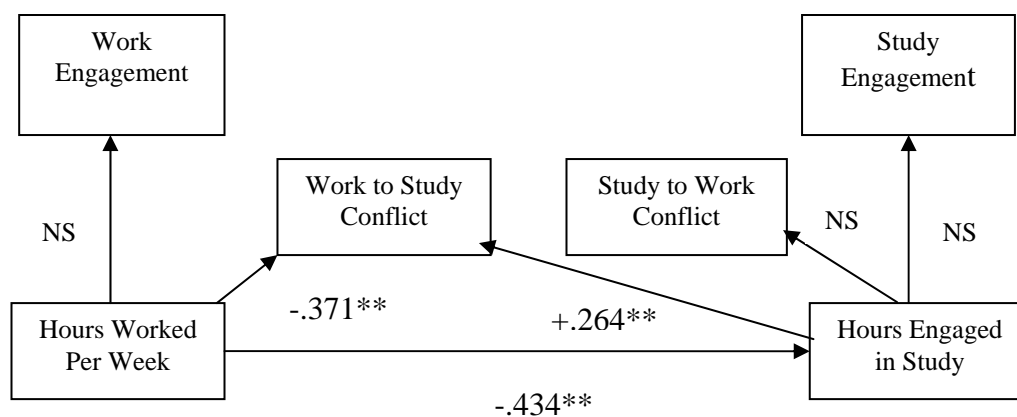 Work
Engagement
Study
Engagement
Work to Study
Conflict
Study to Work
Conflict
NS
NS
NS
Hours Worked
Per Week
-.371**
+.264**
Hours Engaged
in Study
-.434**